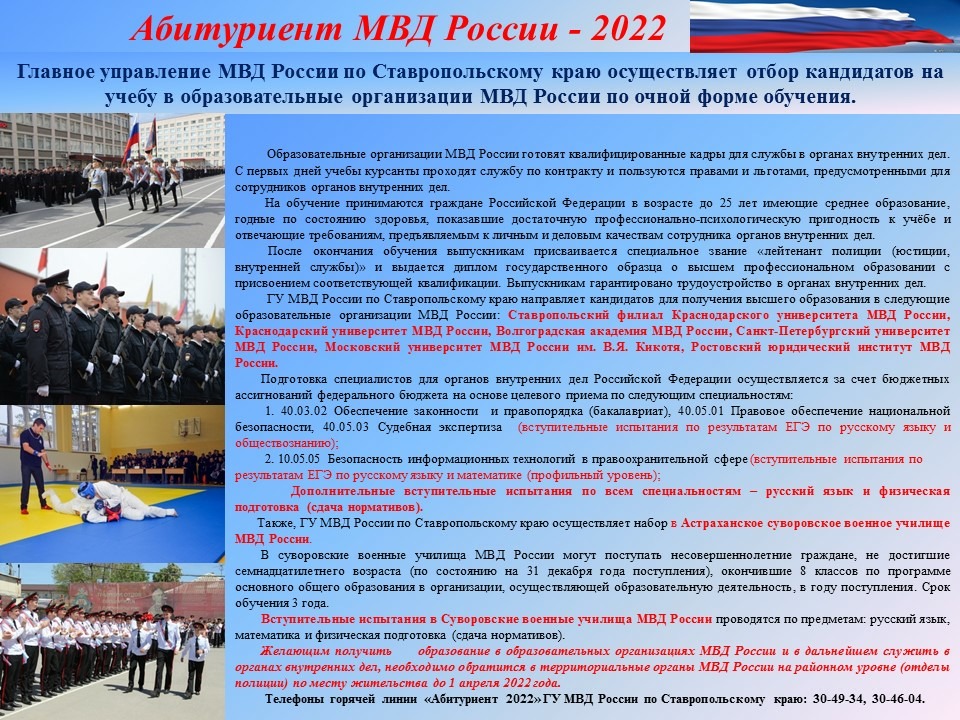 Абитуриент МВД России - 2022
Главное управление МВД России по Ставропольскому краю осуществляет отбор кандидатов на
учебу в образовательные организации МВД России по очной форме обучения.
Образовательные организации МВД России готовят квалифицированные кадры для службы в органах внутренних дел.
С первых дней учебы курсанты проходят службу по контракту и пользуются правами и льготами, предусмотренными для
сотрудников органов внутренних дел.
На обучение принимаются граждане Российской Федерации в возрасте до 25 лет имеющие среднее образование,
годные по состоянию здоровья, показавшие достаточную профессионально-психологическую пригодность к учёбе и
отвечающие требованиям, предъявляемым к личным и деловым качествам сотрудника органов внутренних дел.
После окончания обучения выпускникам присваивается специальное звание «лейтенант полиции (юстиции,
внутренней службы)» и выдается диплом государственного образца о высшем профессиональном образовании с
присвоением соответствующей квалификации. Выпускникам гарантировано трудоустройство в органах внутренних дел.
ГУ МВД России по Ставропольскому краю направляет кандидатов для получения высшего образования в следующие
образовательные организации МВД России: Ставропольский филиал Краснодарского университета МВД России,
Краснодарский университет МВД России, Волгоградская академия МВД России, Санкт-Петербургский университет
МВД России, Московский университет МВД России им. В.Я. Кикотя, Ростовский юридический институт МВД
России.
Подготовка специалистов для органов внутренних дел Российской Федерации осуществляется за счет бюджетных
ассигнований федерального бюджета на основе целевого приема по следующим специальностям:
1. 40.03.02 Обеспечение законности и правопорядка (бакалавриат), 40.05.01 Правовое обеспечение национальной
безопасности, 40.05.03 Судебная экспертиза (вступительные испытания по результатам ЕГЭ по русскому языку и
обществознанию);
2. 10.05.05 Безопасность информационных технологий в правоохранительной сфере (вступительные испытания по
результатам ЕГЭ по русскому языку и математике (профильный уровень);
Дополнительные вступительные испытания по всем специальностям – русский язык и физическая
подготовка (сдача нормативов).
Также, ГУ МВД России по Ставропольскому краю осуществляет набор в Астраханское суворовское военное училище
МВД России.
В суворовские военные училища МВД России могут поступать несовершеннолетние граждане, не достигшие
семнадцатилетнего возраста (по состоянию на 31 декабря года поступления), окончившие 8 классов по программе
основного общего образования в организации, осуществляющей образовательную деятельность, в году поступления. Срок
обучения 3 года.
Вступительные испытания в Суворовские военные училища МВД России проводятся по предметам: русский язык,
математика и физическая подготовка (сдача нормативов).
Желающим получить образование в образовательных организациях МВД России и в дальнейшем служить в
органах внутренних дел, необходимо обратится в территориальные органы МВД России на районном уровне (отделы
полиции) по месту жительства до 1 апреля 2022 года.
Телефоны горячей линии «Абитуриент 2022» ГУ МВД России по Ставропольскому краю: 30-49-34, 30-46-04.